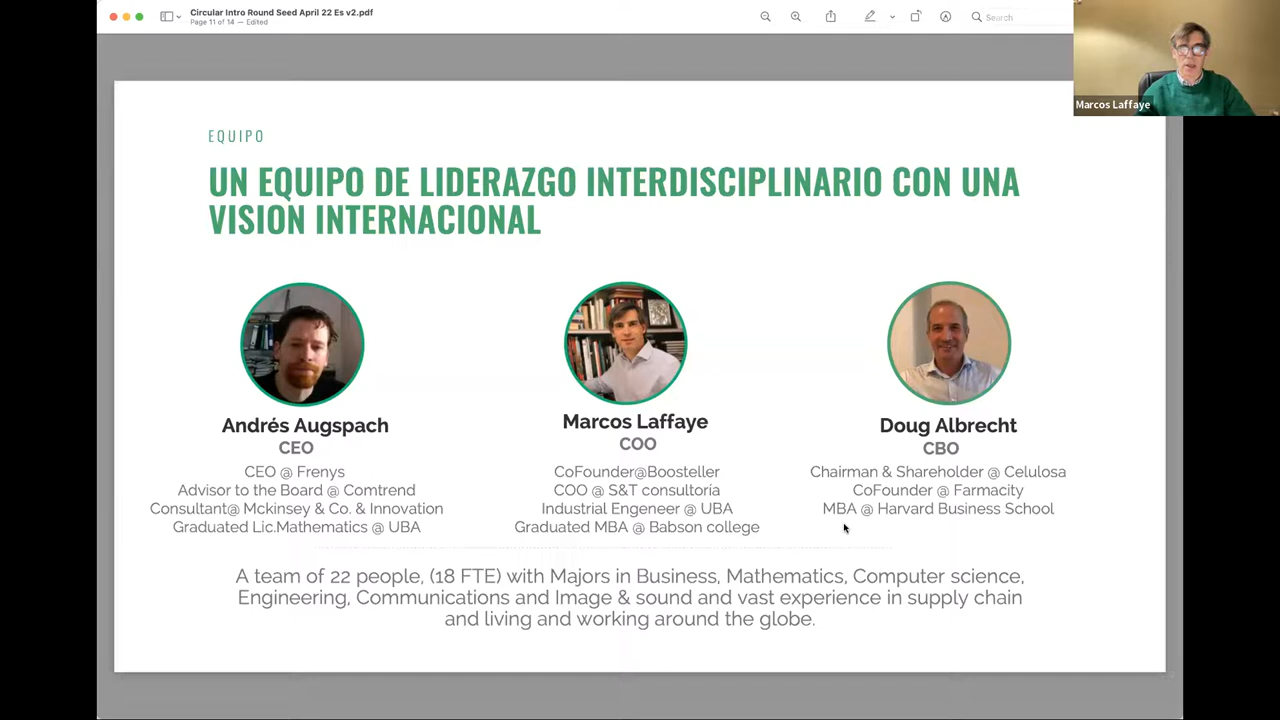 Circular Intro Round Seed April 22 Es v2.pdf
Page 11 of 14 — Edited
Search
Marcos Laffaye
EQUIPO
UN EQUIPO DE LIDERAZGO INTERDISCIPLINARIO CON UNA
VISION INTERNACIONAL
Andrés Augspach
CEO
CEO @ Frenys
Advisor to the Board @ Comtrend
Consultant@ Mckinsey & Co. & Innovation
Graduated Lic.Mathematics @ UBA
Marcos Laffaye
COO
CoFounder@Boosteller
COO @ S&T consultoría
Industrial Engeneer @ UBA
Graduated MBA @ Babson college
Doug Albrecht
CBO
Chairman & Shareholder @ Celulosa
CoFounder @ Farmacity
MBA @ Harvard Business School
A team of 22 people, (18 FTE) with Majors in Business, Mathematics, Computer science,
Engineering, Communications and Image & sound and vast experience in supply chain
and living and working around the globe.